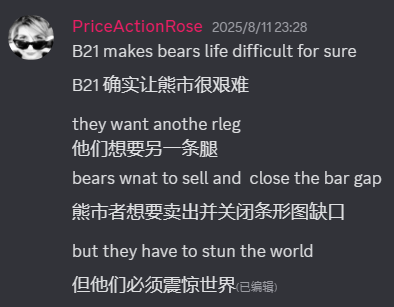 PriceActionRose 2025/8/11 23:28
B21 makes bears life difficult for sure
B21 确实让熊市很艰难
they want anothe rleg
他们想要另一条腿
bears wnat to sell and close the bar gap
熊市者想要卖出并关闭条形图缺口
but they have to stun the world
但他们必须震惊世界(已编辑)